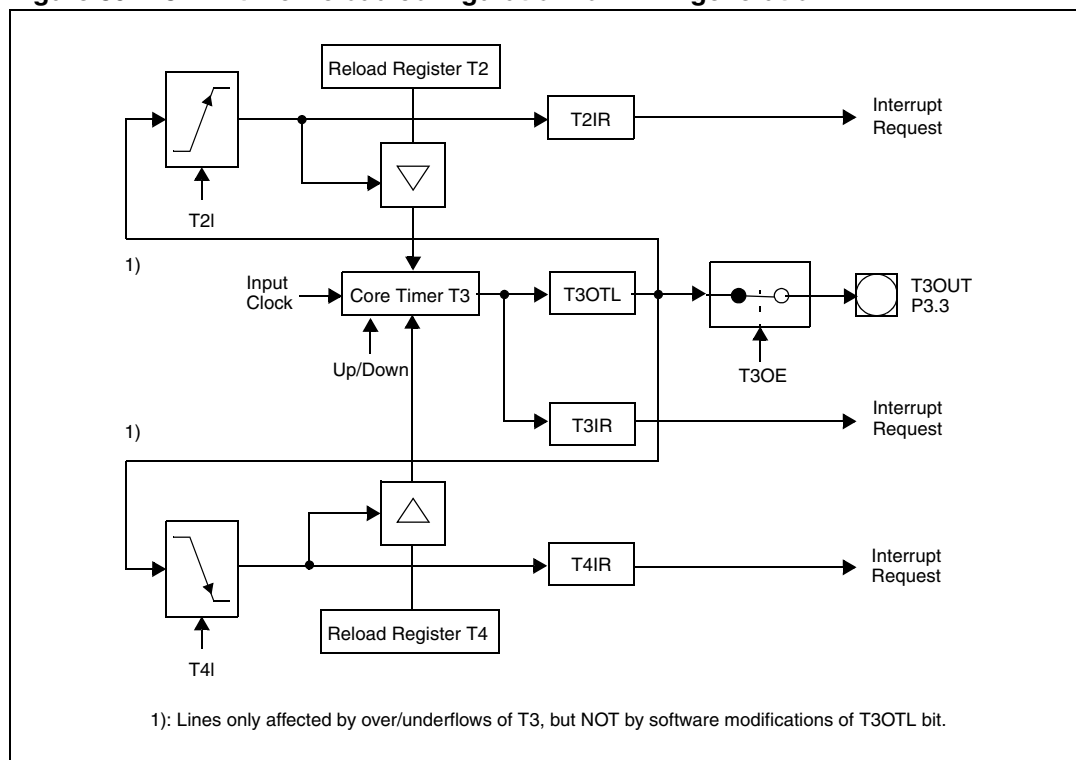 Reload Register T2
T2IR
Interrupt
Request
T2I
1)
Input
Clock
Core Timer T3
T3OTL
T3OUT
P3.3
Up/Down
T3OE
T3IR
Interrupt
Request
1)
T4IR
Interrupt
Request
Reload Register T4
T4I
1): Lines only affected by over/underflows of T3, but NOT by software modifications of T3OTL bit.